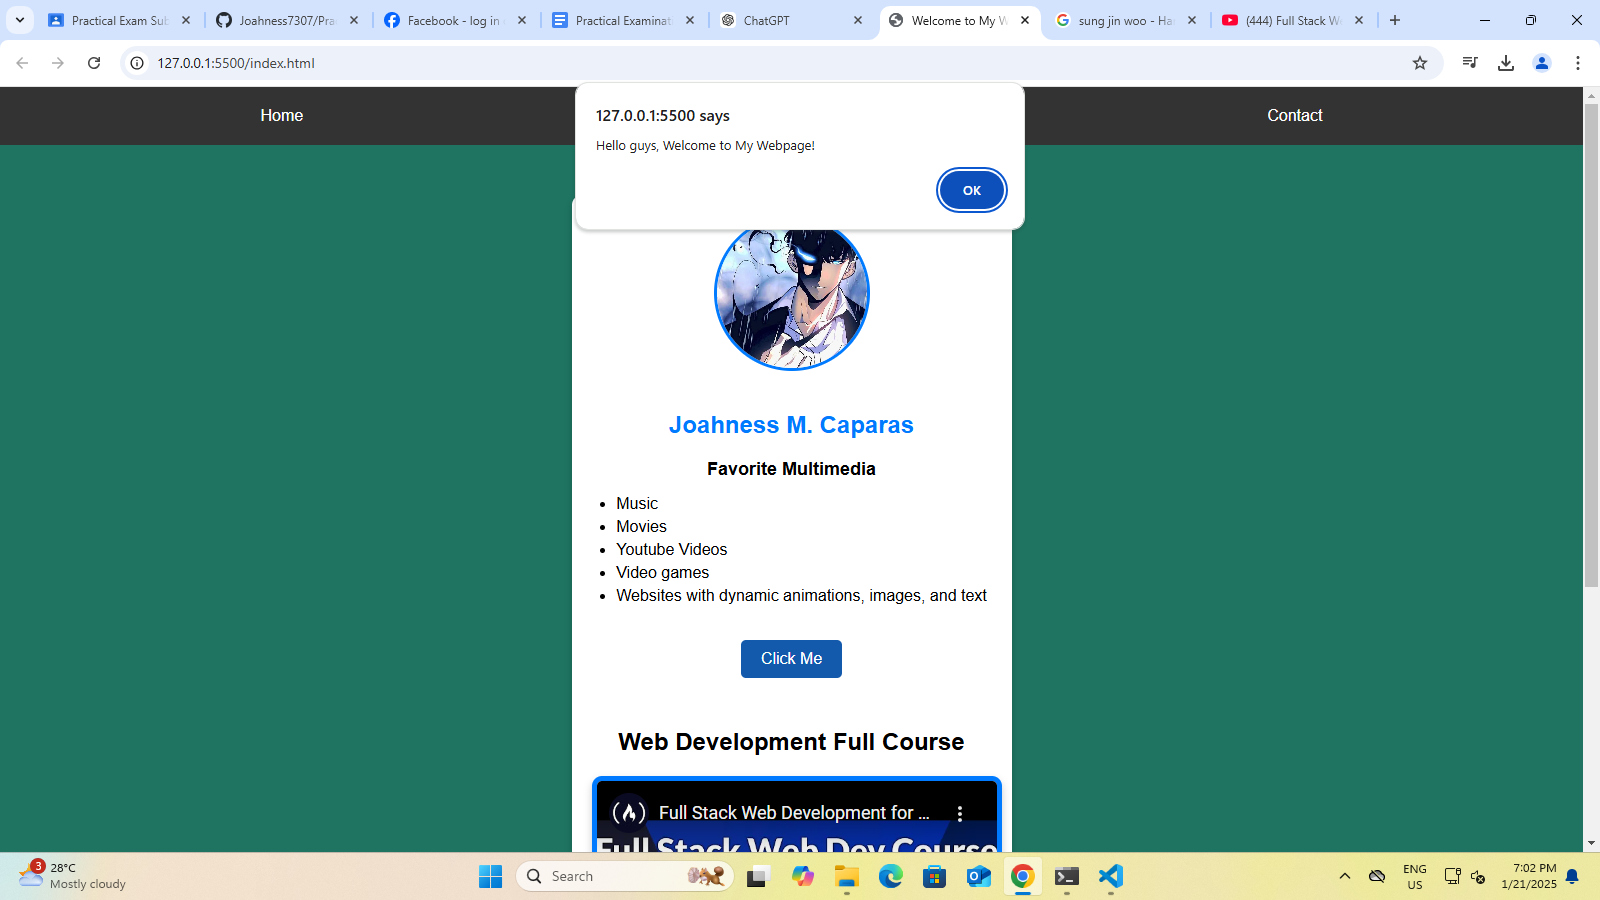 Practical Exam Sub
Joahness7307/Pra
Facebook - log in
Practical Examinat
ChatGPT
Welcome to My W
sung jin woo - Ha
(444) Full Stack W
127.0.0.1:5500/index.html
Home
Contact
127.0.0.1:5500 says
Hello guys, Welcome to My Webpage!
OK
Joahness M. Caparas
Favorite Multimedia
• Music
• Movies
• Youtube Videos
• Video games
• Websites with dynamic animations, images, and text
Click Me
Web Development Full Course
Full Stack Web Development for ...
Full Stack Web Dev Course
3
28°C
Mostly cloudy
Search
ENG
US
7:02 PM
1/21/2025